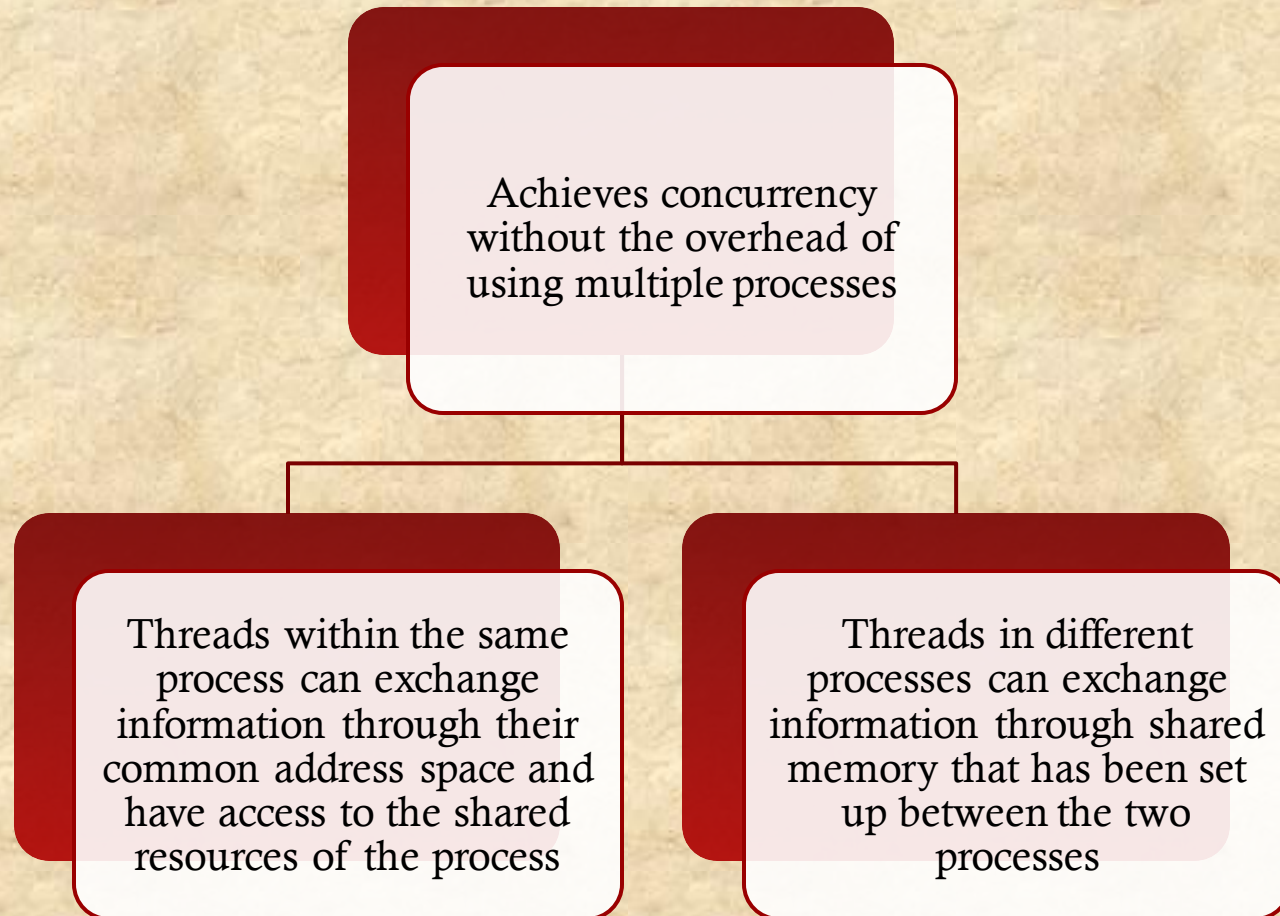 Achieves concurrency
without the overhead of
using multiple processes
Threads within the same
process can exchange
information through their
common address space and
have access to the shared
resources of the process
Threads in different
processes can exchange
information through shared
memory that has been set
up between the two
processes